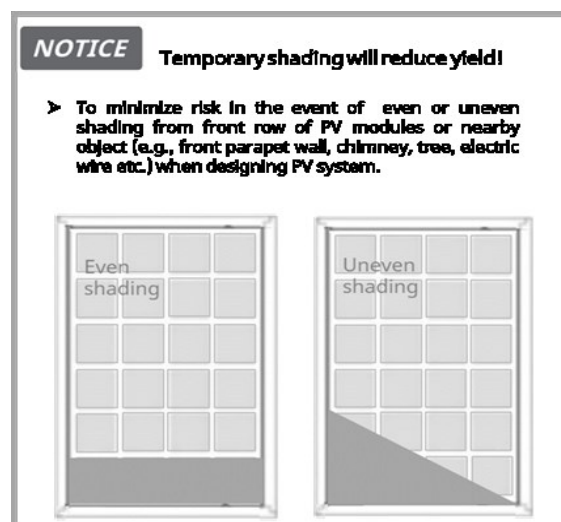 NOTICE
Temporary shading will reduce yield!
➤ To minimize risk in the event of even or uneven
shading from front row of PV modules or nearby
object (e.g., front parapet wall, chimney, tree, electric
wire etc.) when designing PV system.
Even
shading
Uneven
shading